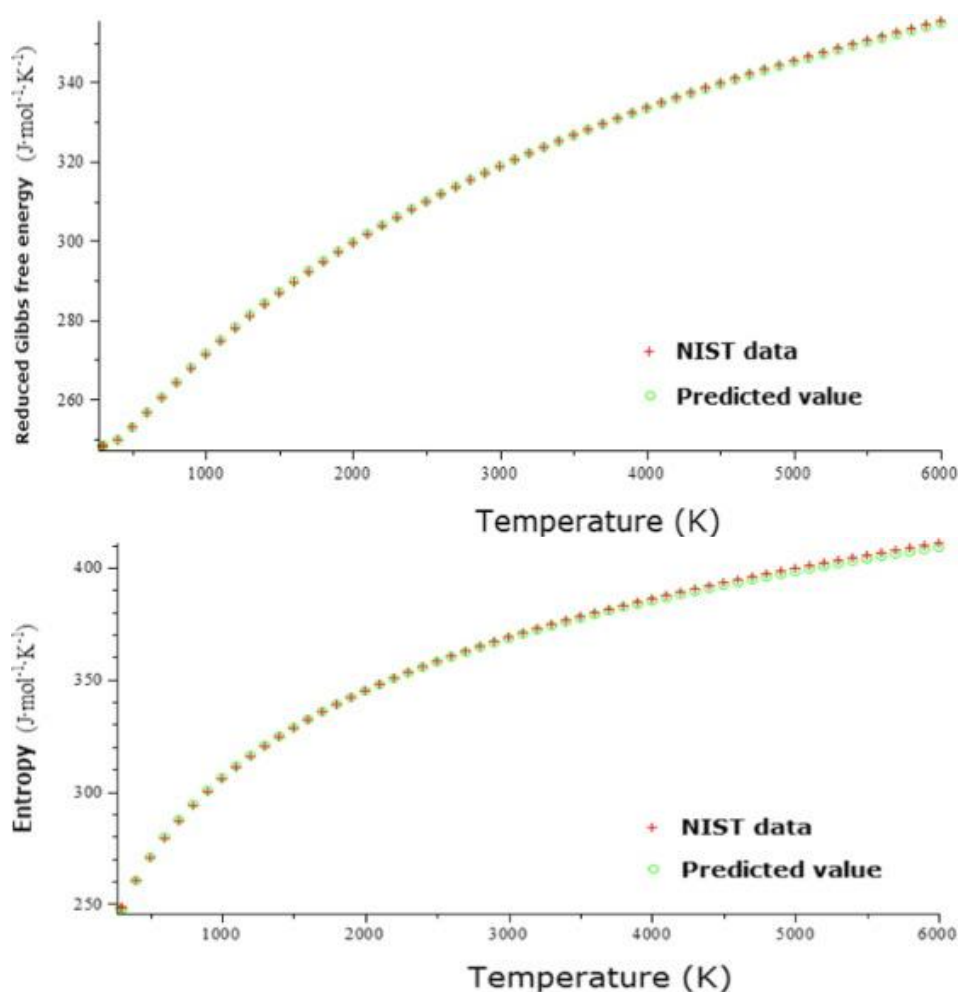 Reduced Gibbs free energy (J·mol⁻¹·K⁻¹)
340
320
300
280
260
NIST data
Predicted value
1000 2000 3000 4000 5000 6000
Temperature (K)
Entropy (J·mol⁻¹·K⁻¹)
400
350
300
250
NIST data
Predicted value
1000 2000 3000 4000 5000 6000
Temperature (K)